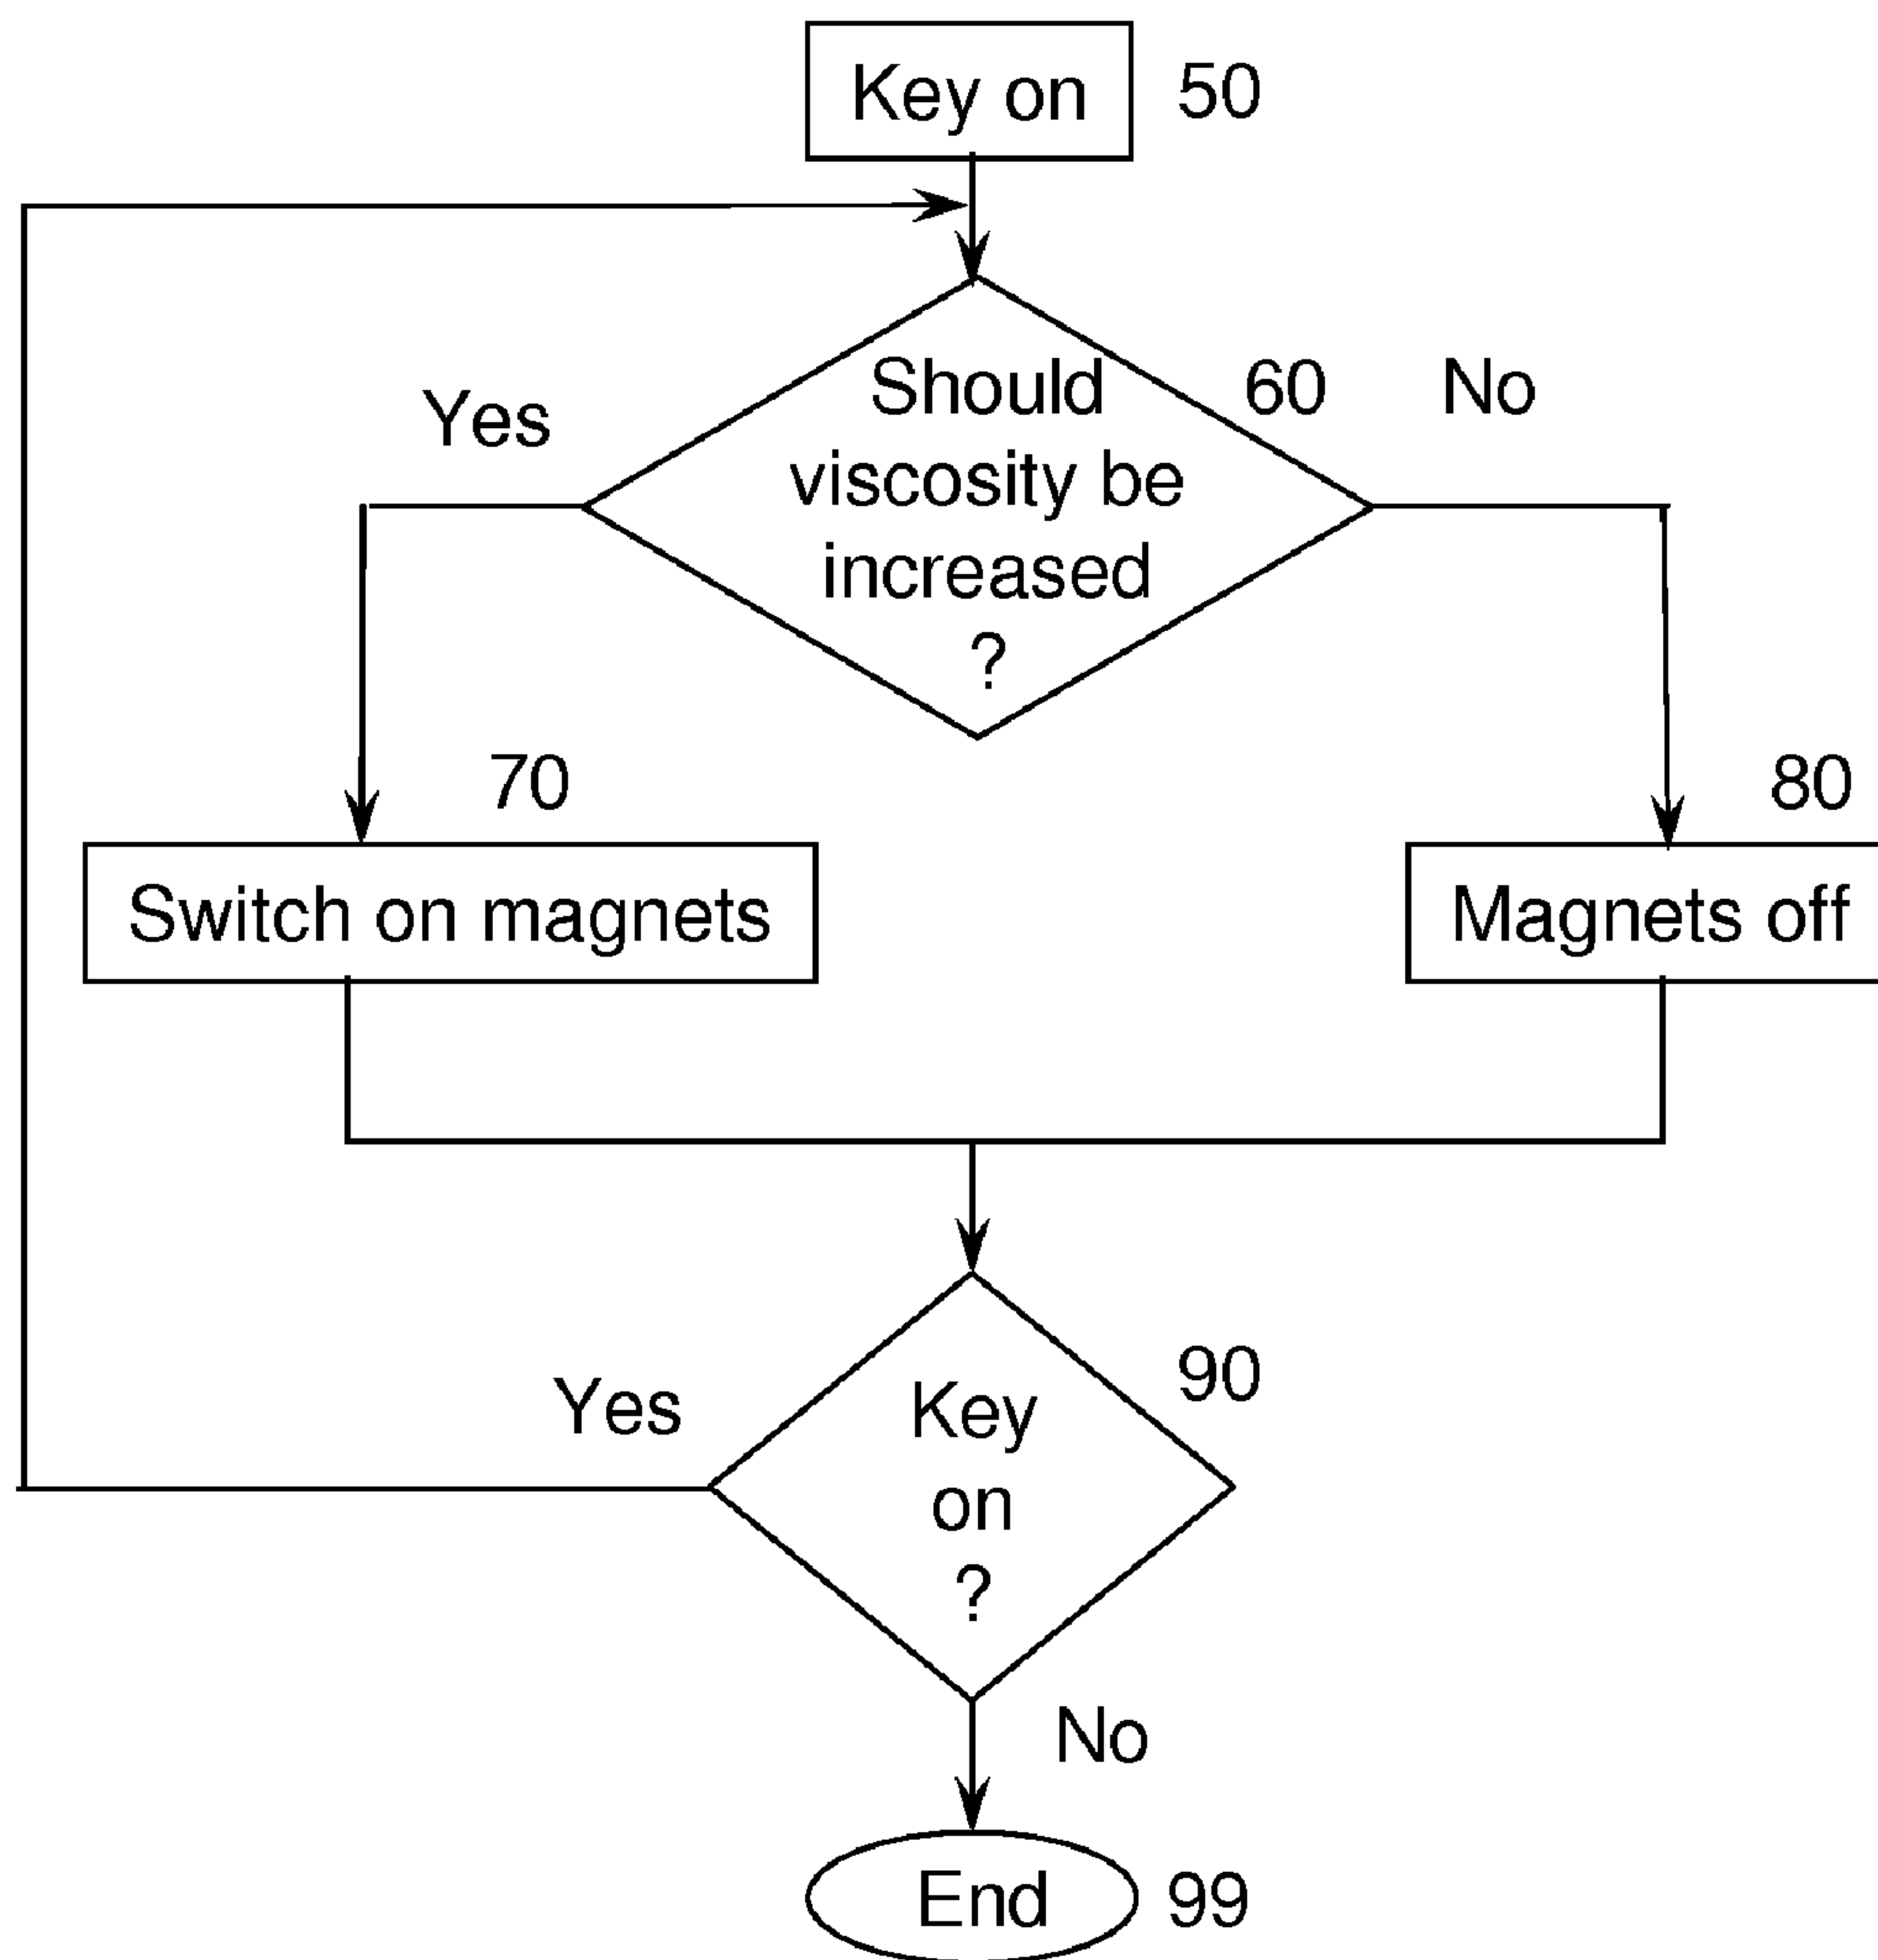 Key on 50
Yes
Should
viscosity be
increased
?
60
No
70
80
Switch on magnets
Magnets off
Yes
Key
on
?
90
No
End 99